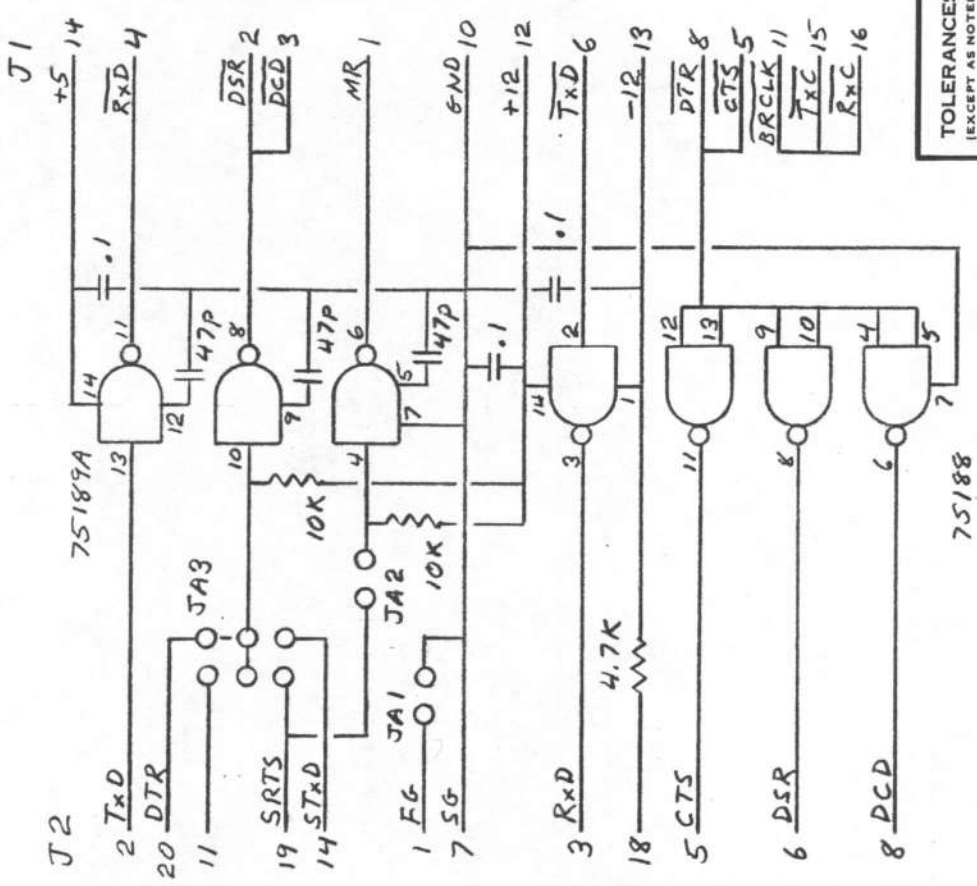 J2
J1
75189A
2 TxD
13
14
12
11
.1
47P
+5 14
RxD 4
DTR
20
11
SRTS
19
STxD
14
JA3
10
9
8
47P
10K
DSR 2
DCD 3
JA2
10K
4
7
5
6
47P
MR 1
FG
1
JA1
SG
7
.1
GND 10
+12 12
RxD
3
3
14
2
1
.1
TxD 6
18
4.7K
-12 13
CTS
5
11
12
13
DTR 8
CTS 5
BRCLK 11
TxC 15
RxC 16
DSR
6
8
9
10
DCD
8
6
4
5
7
75188
TOLERANCES
(EXCEPT AS NOTED